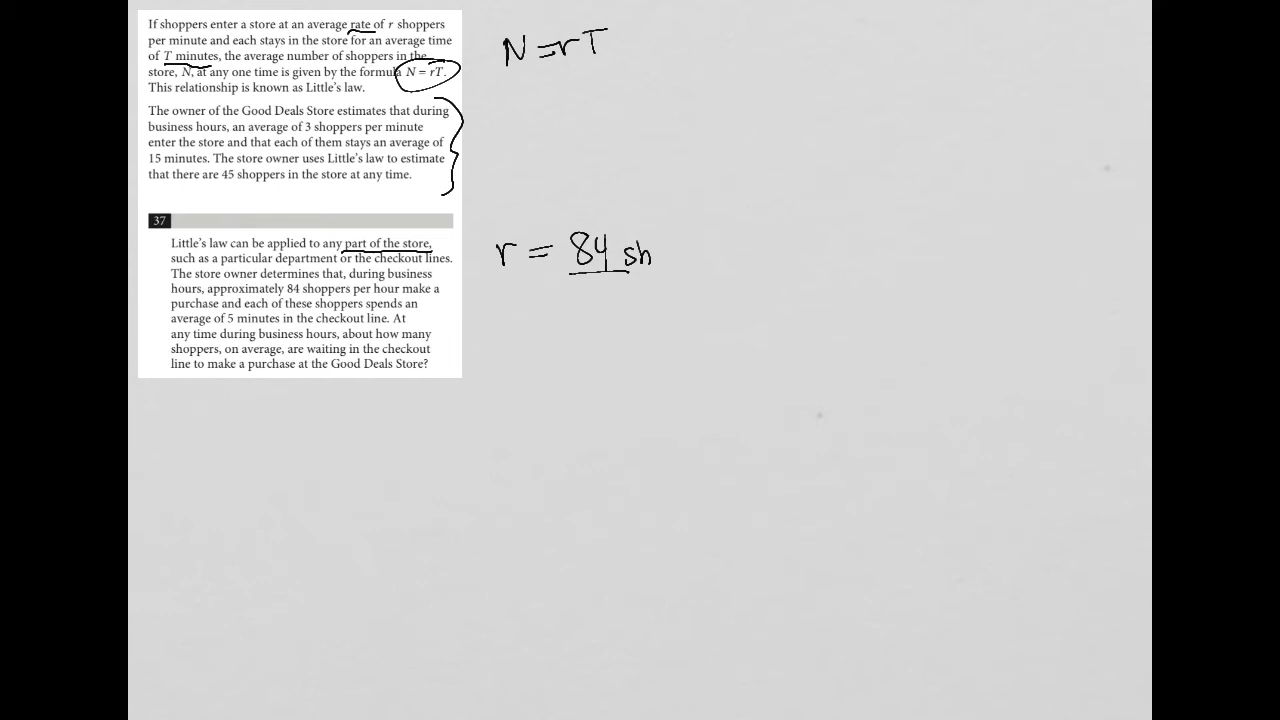 If shoppers enter a store at an average rate of r shoppers
per minute and each stays in the store for an average time
of T minutes, the average number of shoppers in the
store, N, at any one time is given by the formula N = rT.
This relationship is known as Little's law.
The owner of the Good Deals Store estimates that during
business hours, an average of 3 shoppers per minute
enter the store and that each of them stays an average of
15 minutes. The store owner uses Little's law to estimate
that there are 45 shoppers in the store at any time.
37
Little's law can be applied to any part of the store,
such as a particular department or the checkout lines.
The store owner determines that, during business
hours, approximately 84 shoppers per hour make a
purchase and each of these shoppers spends an
average of 5 minutes in the checkout line. At
any time during business hours, about how many
shoppers, on average, are waiting in the checkout
line to make a purchase at the Good Deals Store?
N = rT
r = 84 sh